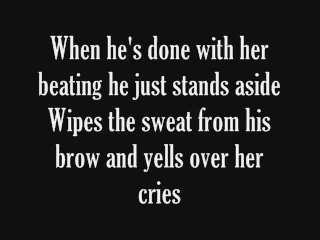 When he's done with her
beating he just stands aside
Wipes the sweat from his
brow and yells over her
cries